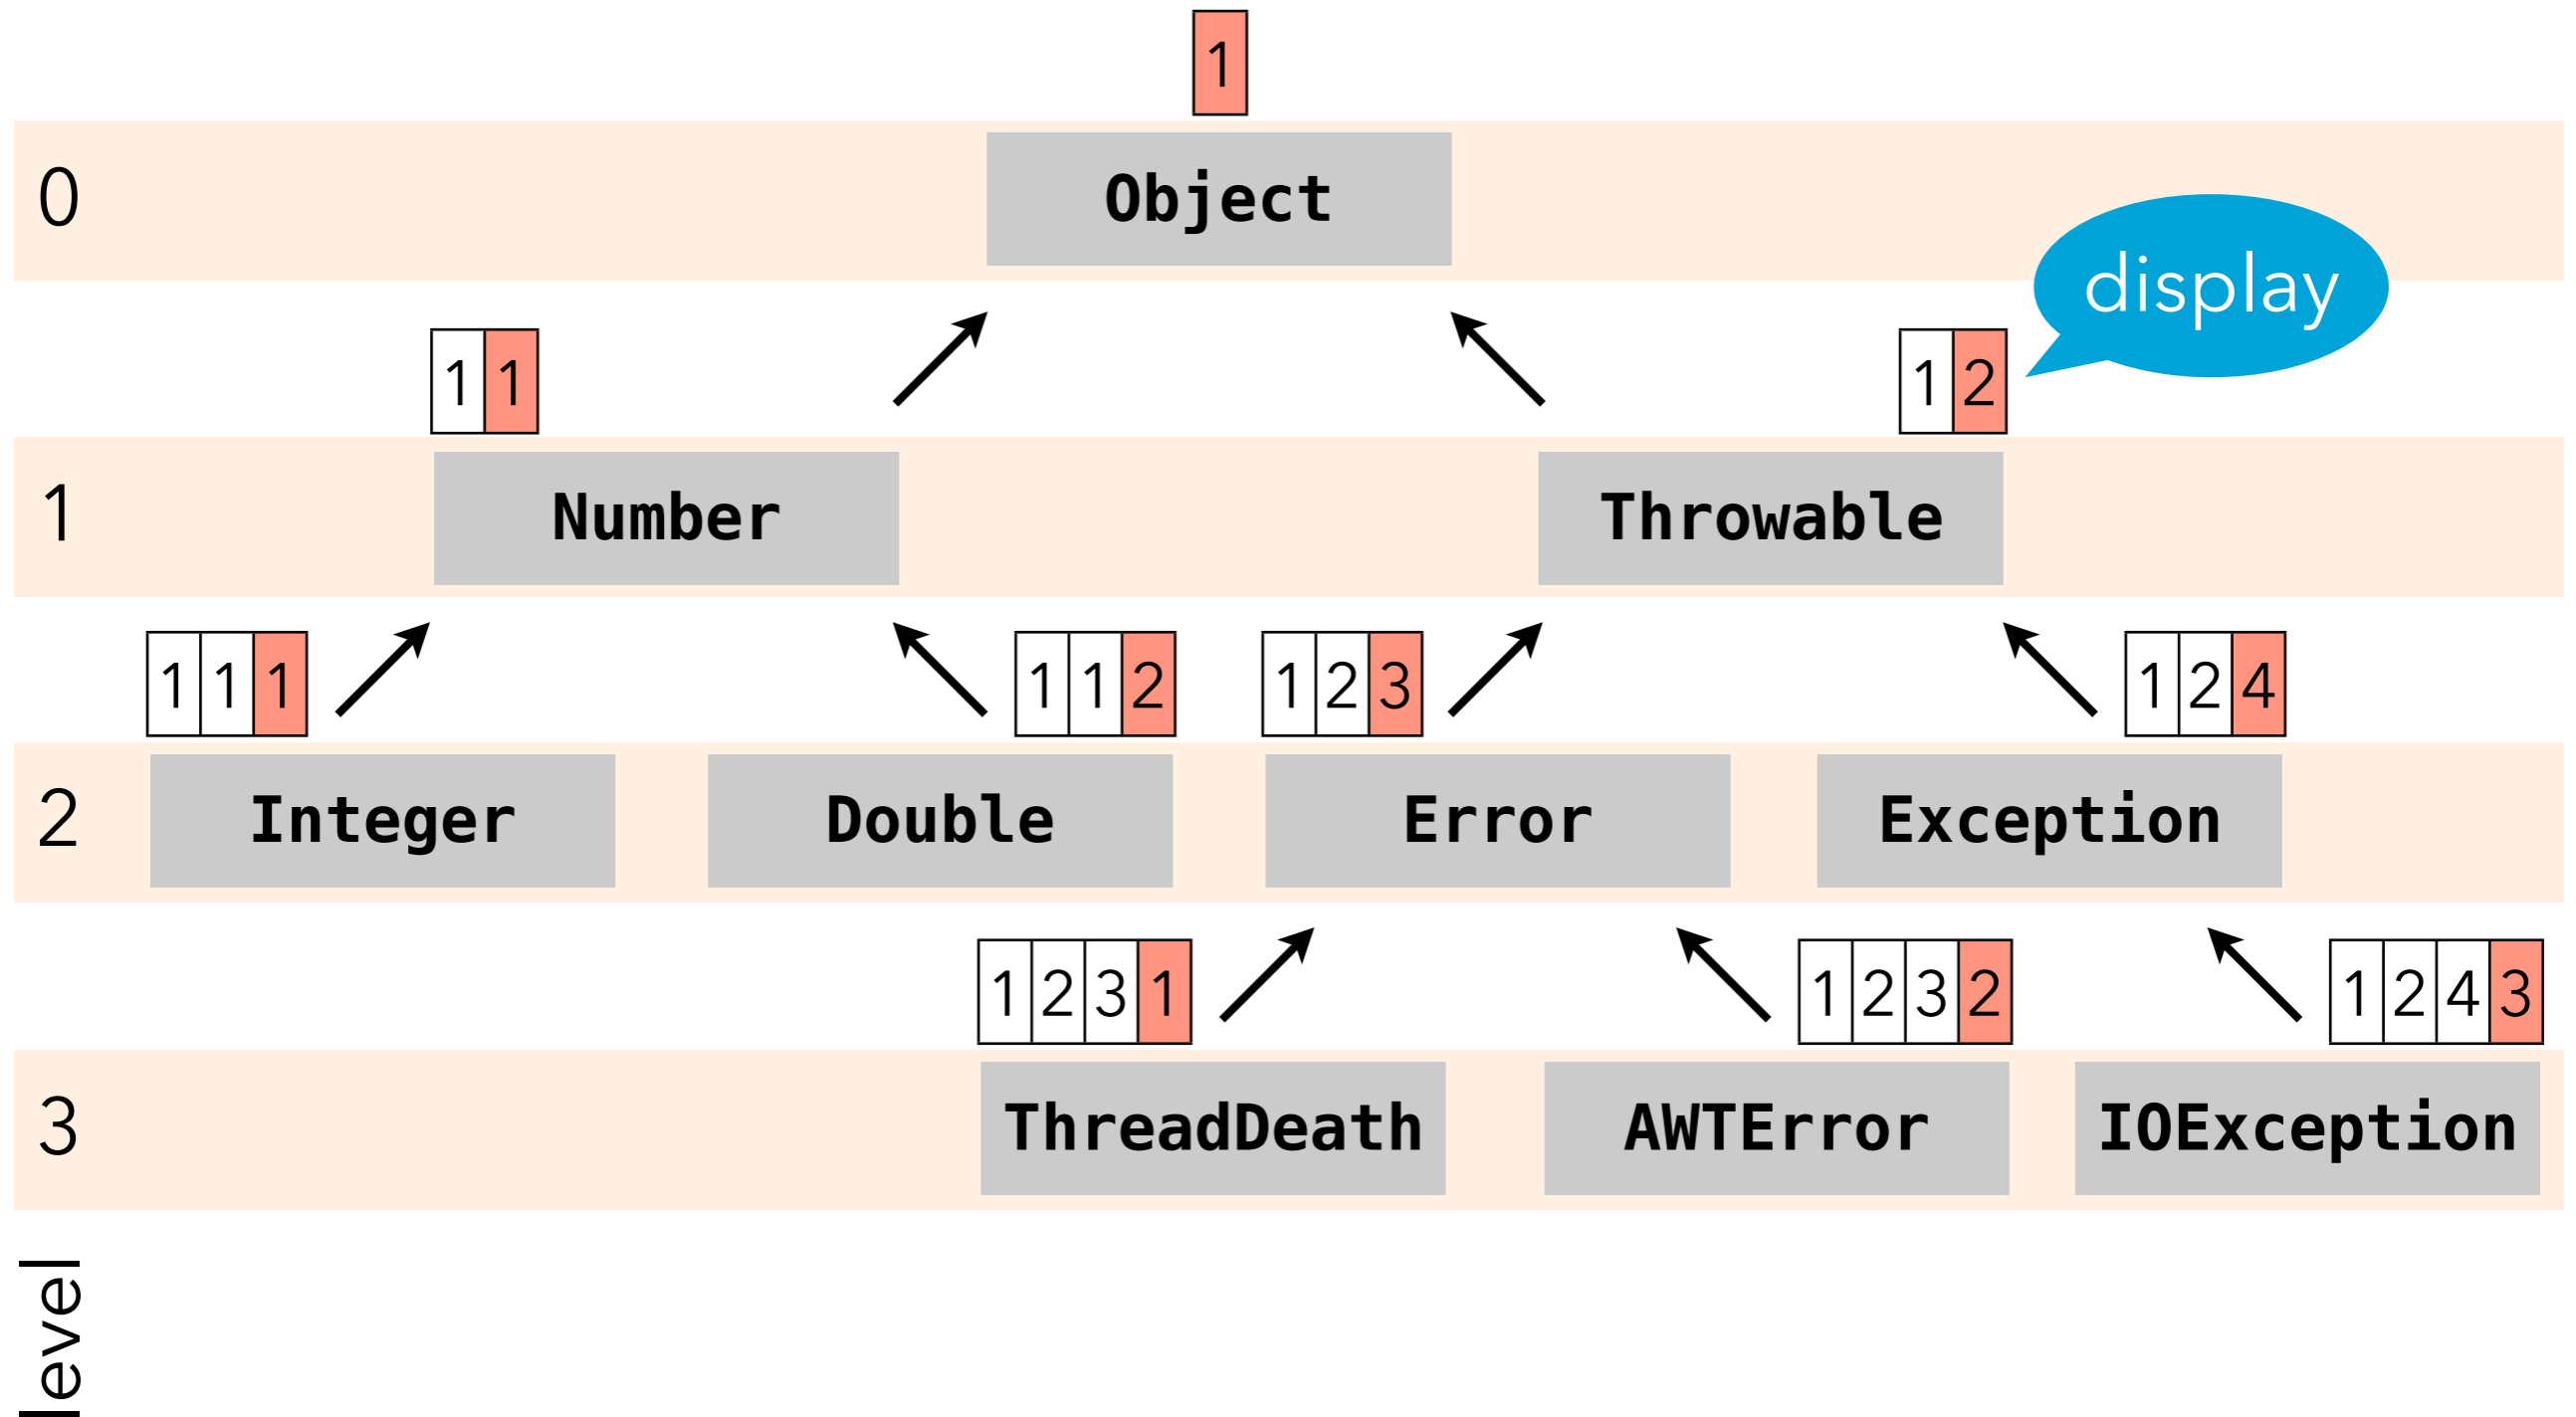 1
0
Object
display
1 1
1 2
1
Number
Throwable
1 1 1
1 1 2
1 2 3
1 2 4
2
Integer
Double
Error
Exception
1 2 3 1
1 2 3 2
1 2 4 3
3
ThreadDeath
AWTError
IOException
level